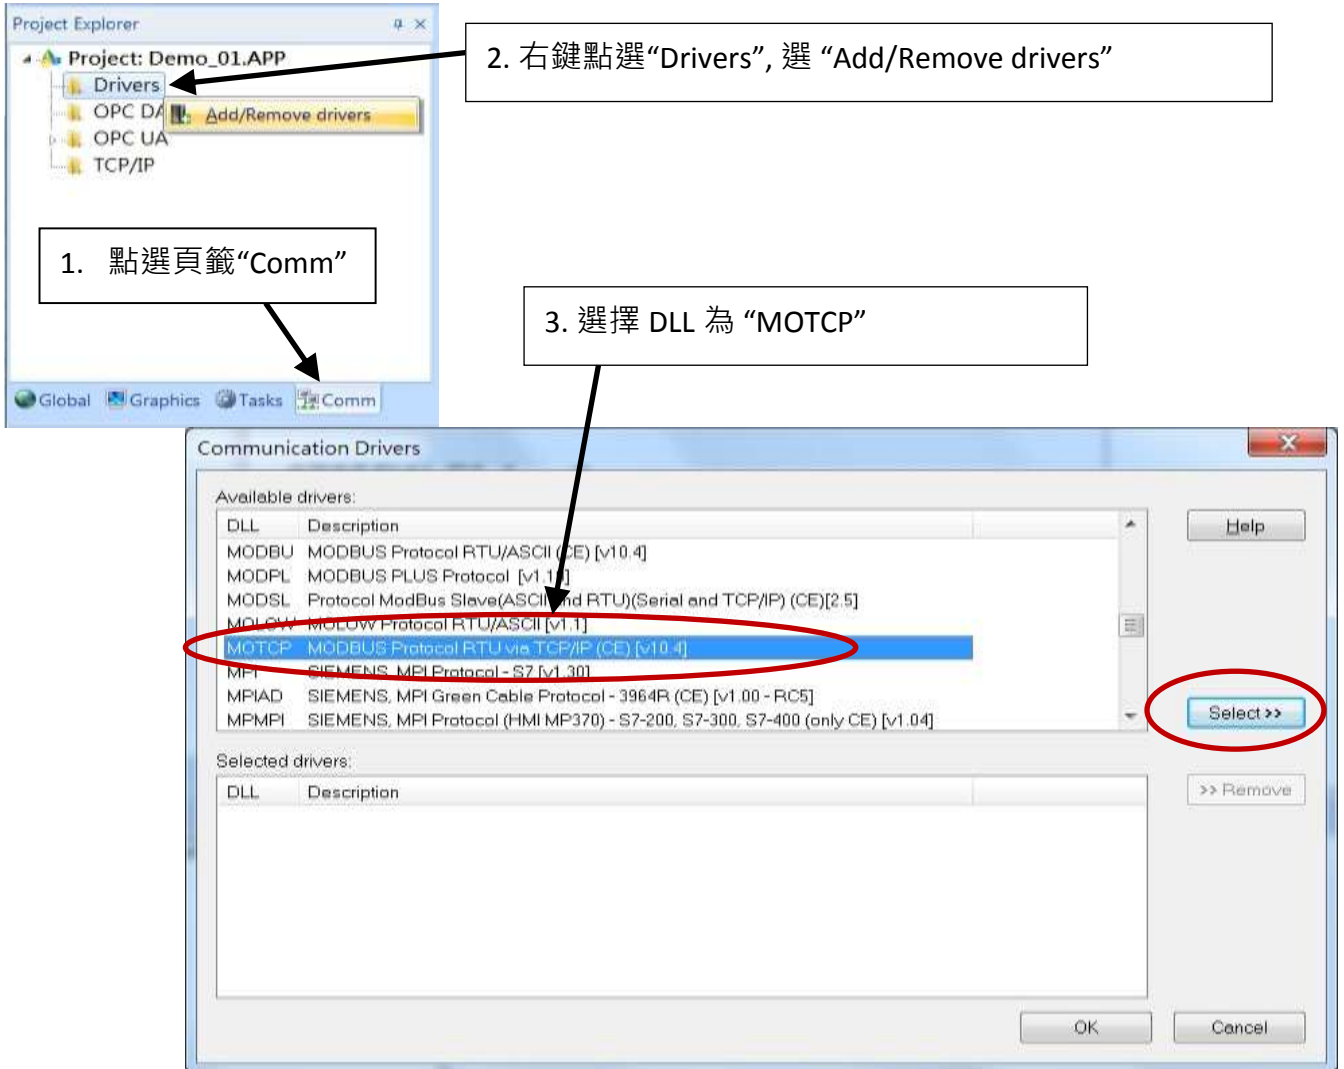 Project Explorer
Project: Demo_01.APP
Drivers
OPC DA
Add/Remove drivers
OPC UA
TCP/IP
2. 右鍵點選“Drivers”, 選 “Add/Remove drivers”
1. 點選頁籤“Comm”
3. 選擇 DLL 為 “MOTCP”
Global Graphics Tasks Comm
Communication Drivers
Available drivers:
DLL Description
MODBU MODBUS Protocol RTU/ASCII (CE) [v10.4]
MODPL MODBUS PLUS Protocol
MODSL Protocol ModBus Slave(ASCII and RTU)(Serial and TCP/IP) (CE)[2.5]
MOLOW MOLOW Protocol RTU/ASCII [v1.1]
MOTCP MODBUS Protocol RTU via TCP/IP (CE) [v10.4]
MPI SIEMENS, MPI Protocol - S7 [v1.30]
MPIAD SIEMENS, MPI Green Cable Protocol - 3964R (CE) [v1.00 - RC5]
MPMPI SIEMENS, MPI Protocol (HMI MP370) - S7-200, S7-300, S7-400 (only CE) [v1.04]
Help
Select >>
Selected drivers:
DLL Description
>> Remove
OK Cancel